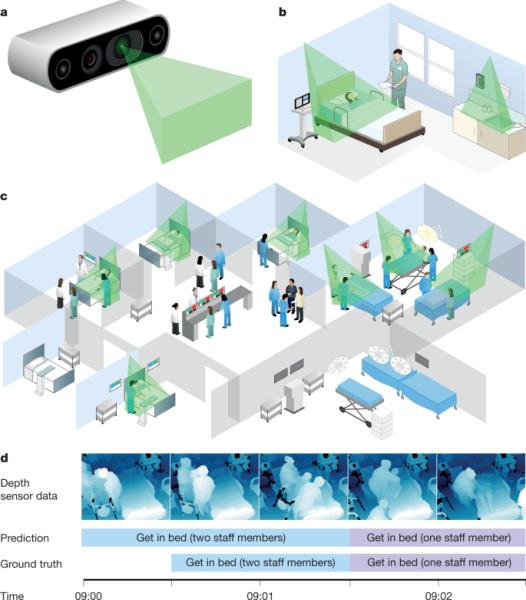 a
b
c
d
Depth
sensor data
Prediction
Get in bed (two staff members)
Get in bed (one staff member)
Ground truth
Get in bed (two staff members)
Get in bed (one staff member)
Time
09:00
09:01
09:02